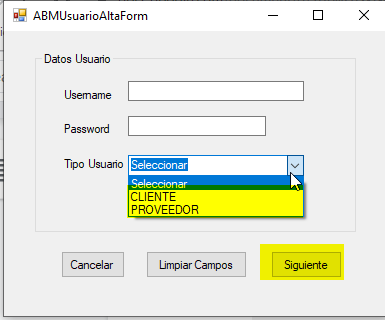 ABMUsuarioAltaForm
Datos Usuario
Username
Password
Tipo Usuario Seleccionar
Seleccionar
CLIENTE
PROVEEDOR
Cancelar Limpiar Campos Siguiente